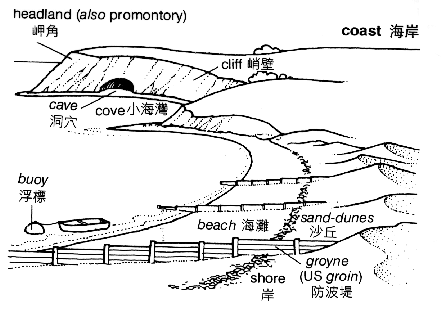 headland (also promontory)
岬角
coast 海岸
cliff 峭壁
cave
洞穴
cove 小海灣
buoy
浮標
beach 海灘
sand-dunes
沙丘
groyne
(US groin)
防波堤
shore
岸